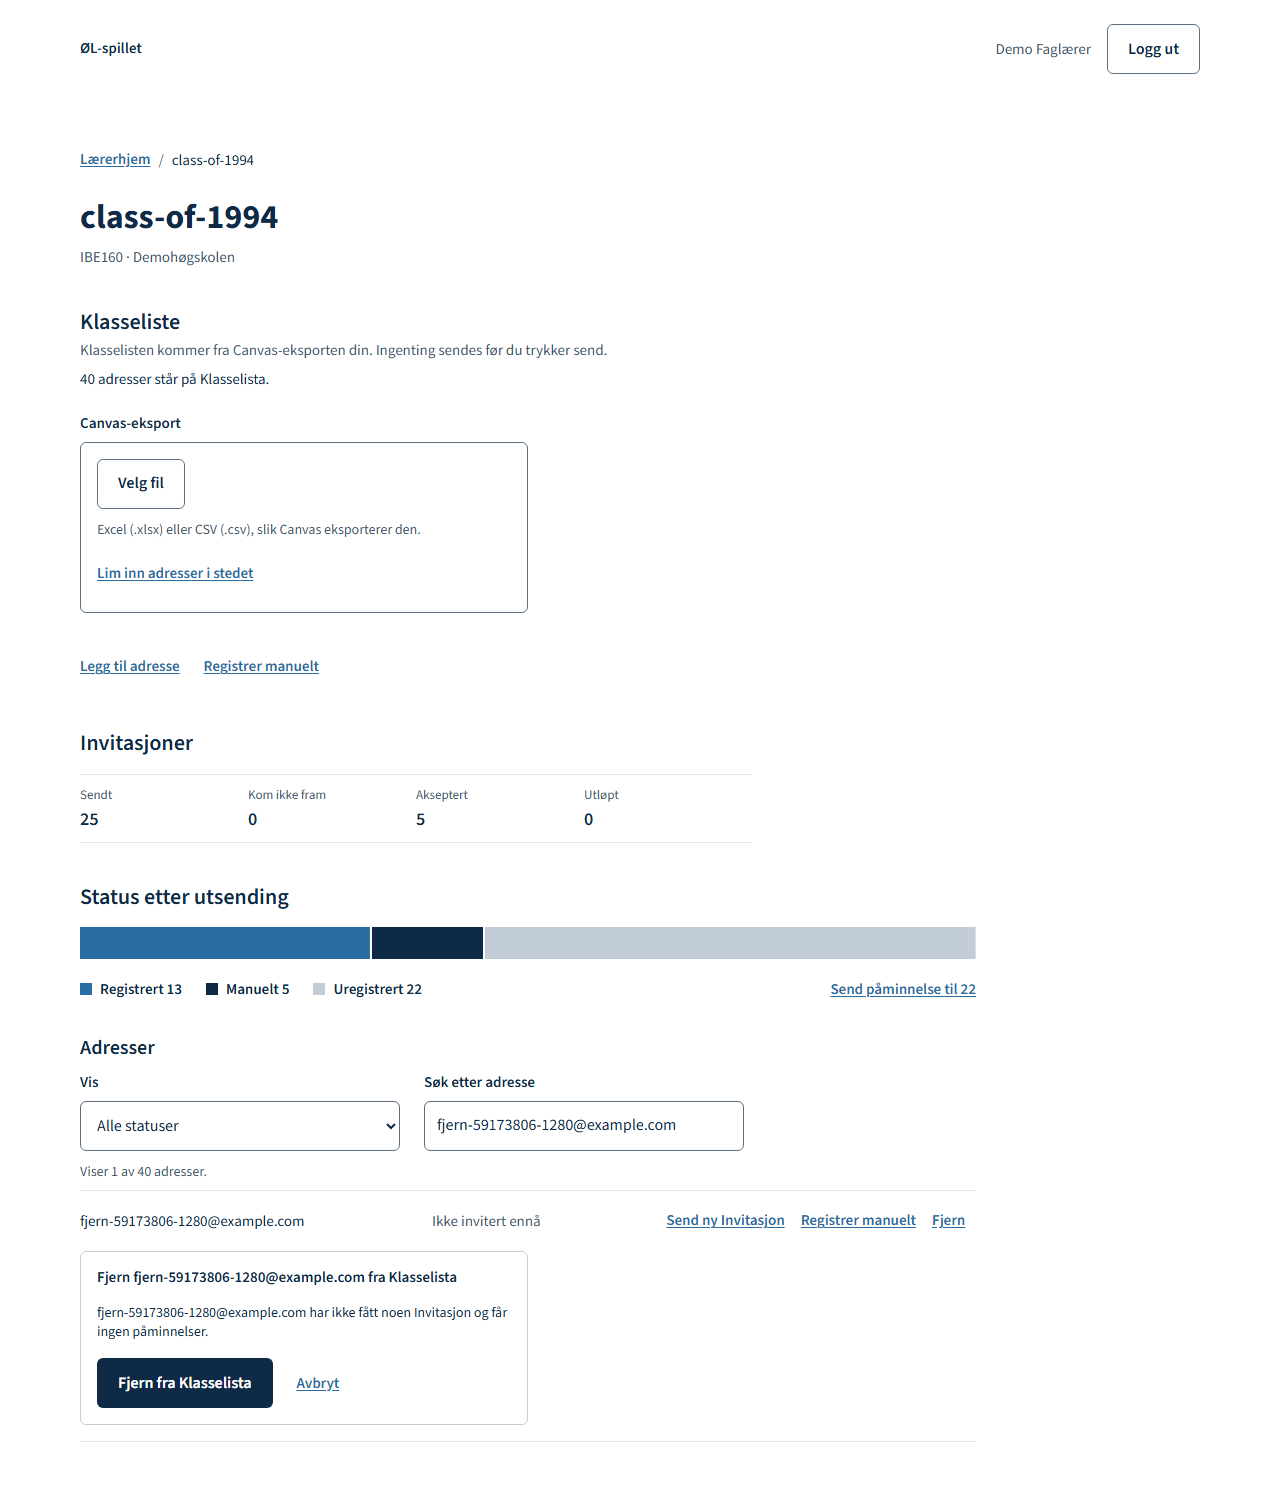 ØL-spillet
Demo Faglærer
Logg ut
Lærerhjem / class-of-1994
class-of-1994
IBE160 · Demohøgskolen
Klasseliste
Klasselisten kommer fra Canvas-eksporten din. Ingenting sendes før du trykker send.
40 adresser står på Klasselista.
Canvas-eksport
Velg fil
Excel (.xlsx) eller CSV (.csv), slik Canvas eksporterer den.
Lim inn adresser i stedet
Legg til adresse Registrer manuelt
Invitasjoner
Sendt Kom ikke fram Akseptert Utløpt
25 0 5 0
Status etter utsending
Registrert 13 Manuelt 5 Uregistrert 22 Send påminnelse til 22
Adresser
Vis Søk etter adresse
Alle statuser fjern-59173806-1280@example.com
Viser 1 av 40 adresser.
fjern-59173806-1280@example.com Ikke invitert ennå Send ny Invitasjon Registrer manuelt Fjern
Fjern fjern-59173806-1280@example.com fra Klasselista
fjern-59173806-1280@example.com har ikke fått noen Invitasjon og får
ingen påminnelser.
Fjern fra Klasselista Avbryt